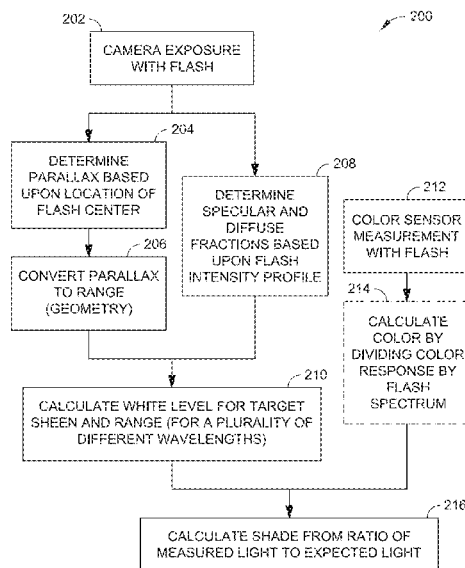 200
202
CAMERA EXPOSURE
WITH FLASH
204
DETERMINE
PARALLAX BASED
UPON LOCATION OF
FLASH CENTER
206
CONVERT PARALLAX
TO RANGE
(GEOMETRY)
208
DETERMINE
SPECULAR AND
DIFFUSE
FRACTIONS BASED
UPON FLASH
INTENSITY PROFILE
212
COLOR SENSOR
MEASUREMENT
WITH FLASH
214
CALCULATE
COLOR BY
DIVIDING COLOR
RESPONSE BY
FLASH
SPECTRUM
210
CALCULATE WHITE LEVEL FOR TARGET
SHEEN AND RANGE (FOR A PLURALITY OF
DIFFERENT WAVELENGTHS)
216
CALCULATE SHADE FROM RATIO OF
MEASURED LIGHT TO EXPECTED LIGHT